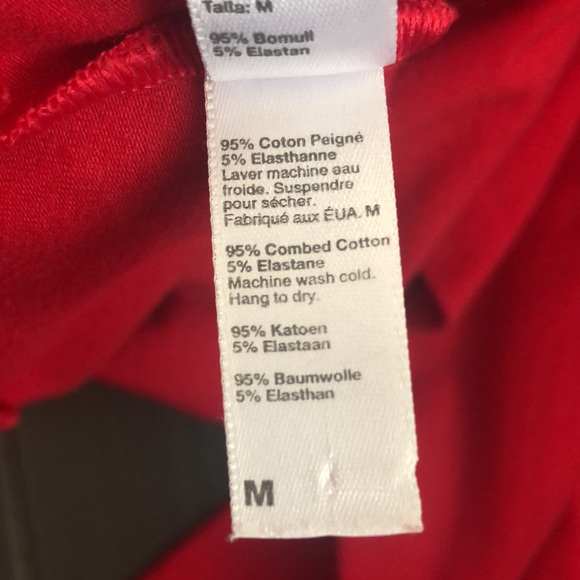 Talla: M
95% Bomull
5% Elastan
95% Coton Peigné
5% Elasthanne
Laver machine eau
froide. Suspendre
pour sécher.
Fabriqué aux ÉUA. M
95% Combed Cotton
5% Elastane
Machine wash cold.
Hang to dry.
95% Katoen
5% Elastaan
95% Baumwolle
5% Elasthan
M